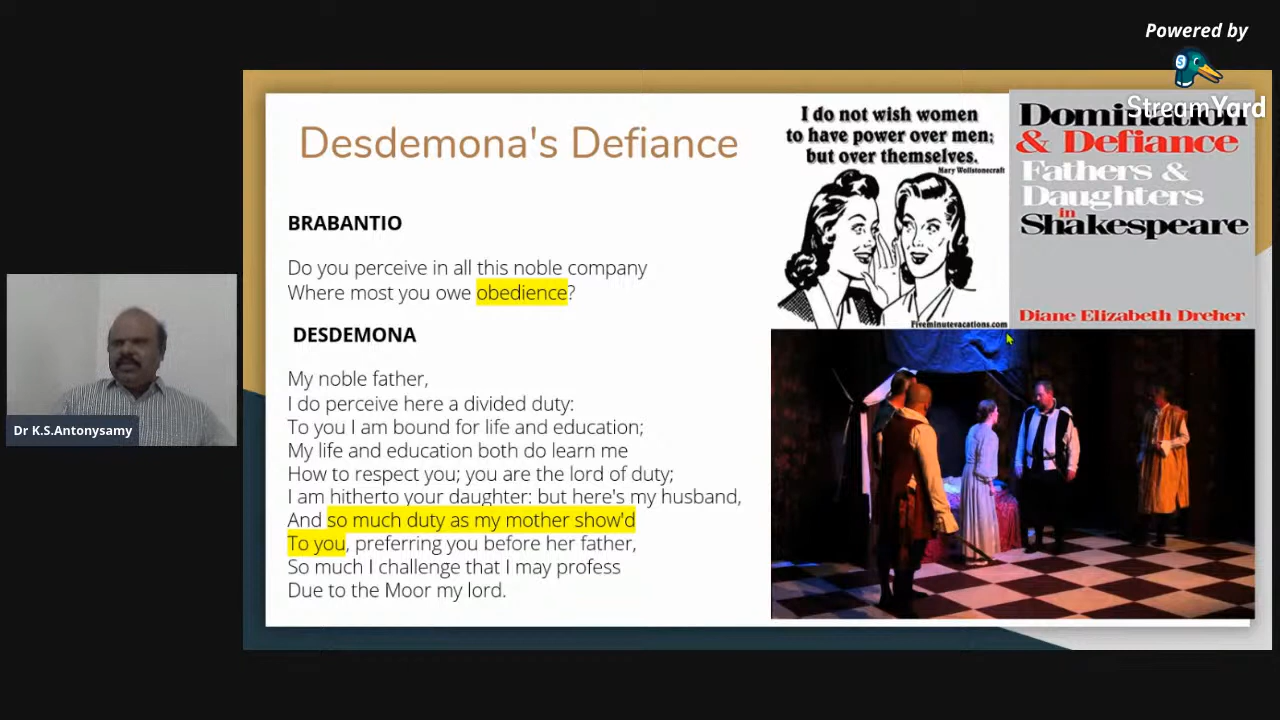 Powered by
StreamYard
Desdemona's Defiance
BRABANTIO
Do you perceive in all this noble company
Where most you owe obedience?
DESDEMONA
My noble father,
I do perceive here a divided duty:
To you I am bound for life and education;
My life and education both do learn me
How to respect you; you are the lord of duty;
I am hitherto your daughter: but here's my husband,
And so much duty as my mother show'd
To you, preferring you before her father,
So much I challenge that I may profess
Due to the Moor my lord.
I do not wish women
to have power over men;
but over themselves.
Mary Wollstonecraft
Fiveminutevacations.com
Domination
& Defiance
Fathers &
Daughters
in
Shakespeare
Diane Elizabeth Dreher
Dr K.S.Antonysamy